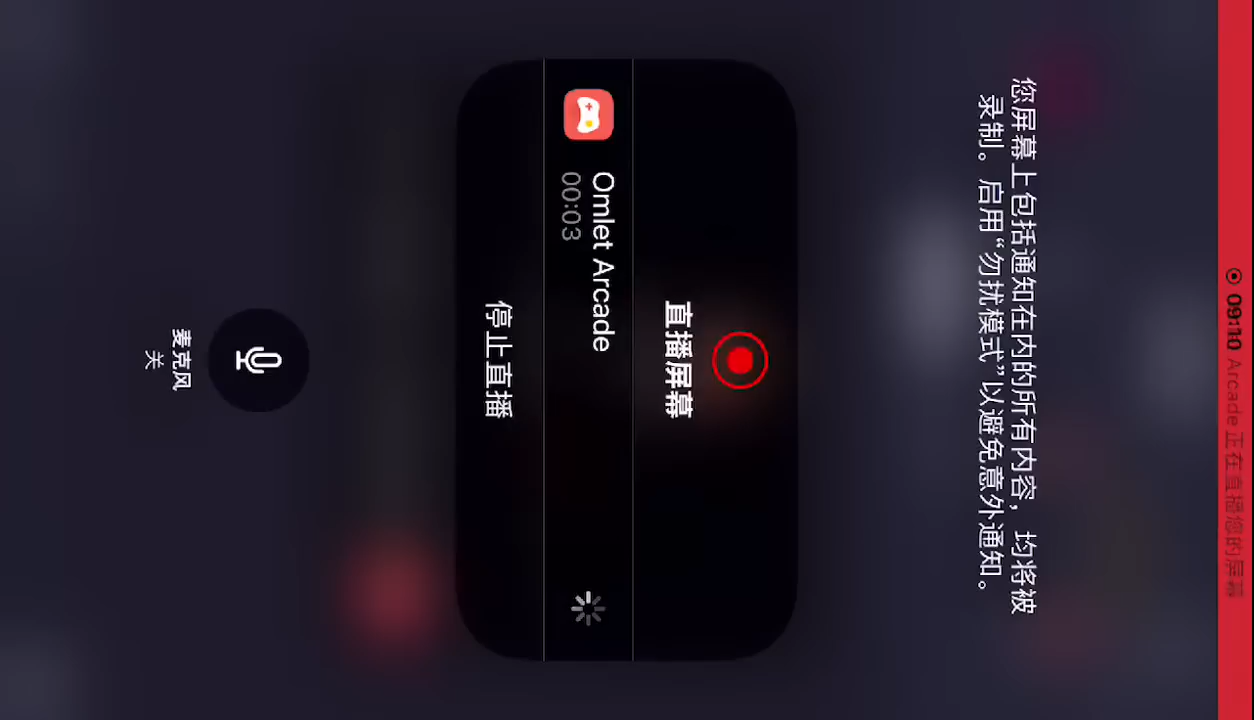 09:10 Arcade 正在直播您的屏幕
您屏幕上包括通知在内的所有内容，均将被
录制。启用“勿扰模式”以避免意外通知。
直播屏幕
Omlet Arcade
00:03
停止直播
麦克风
关